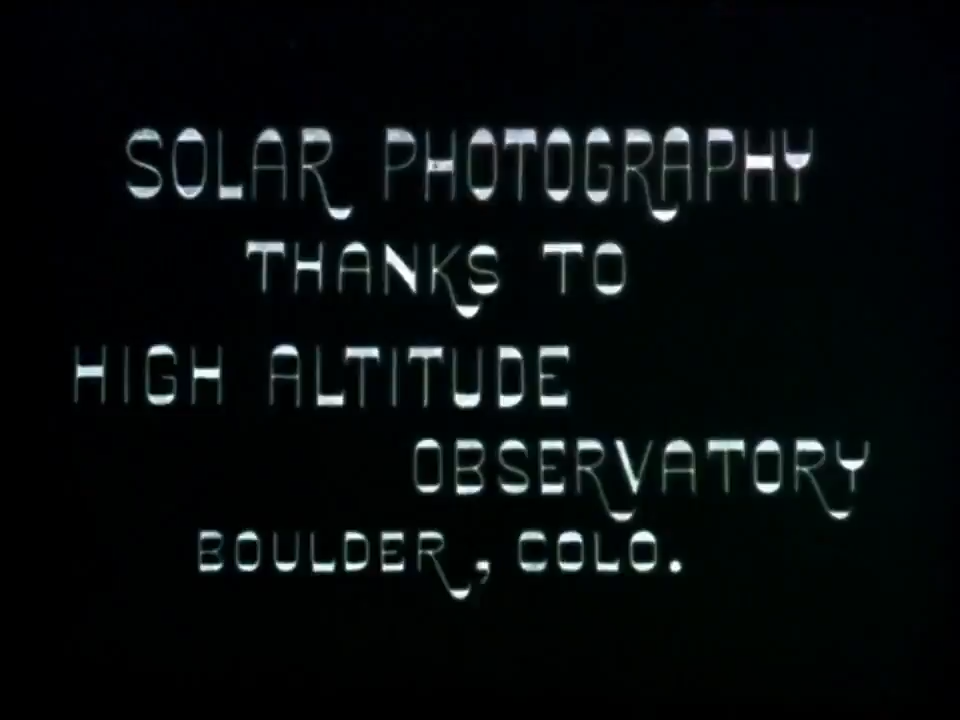 SOLAR PHOTOGRAPHY
THANKS TO
HIGH ALTITUDE
OBSERVATORY
BOULDER, COLO.